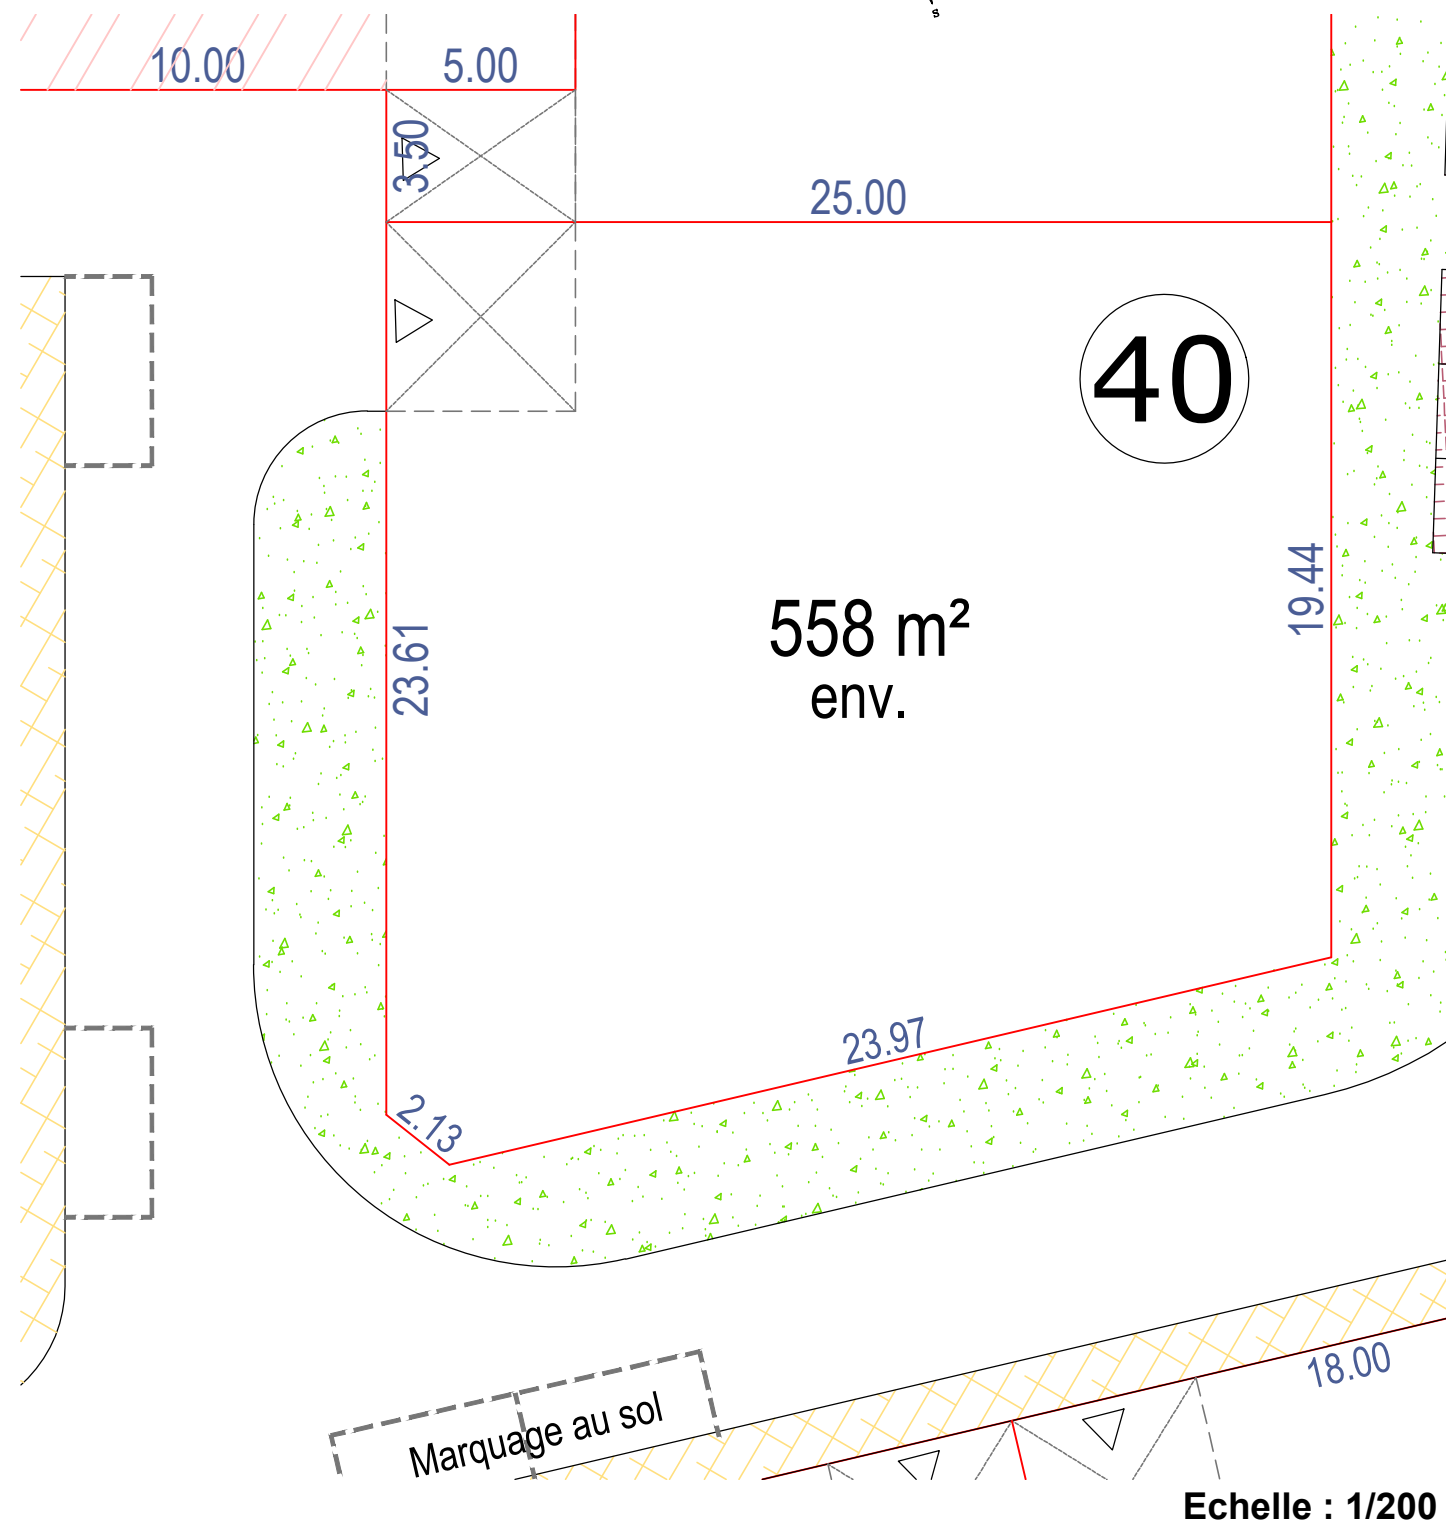 s
10.00
5.00
3.50
25.00
40
19.44
558 m²
env.
23.61
23.97
2.13
18.00
Marquage au sol
Echelle : 1/200